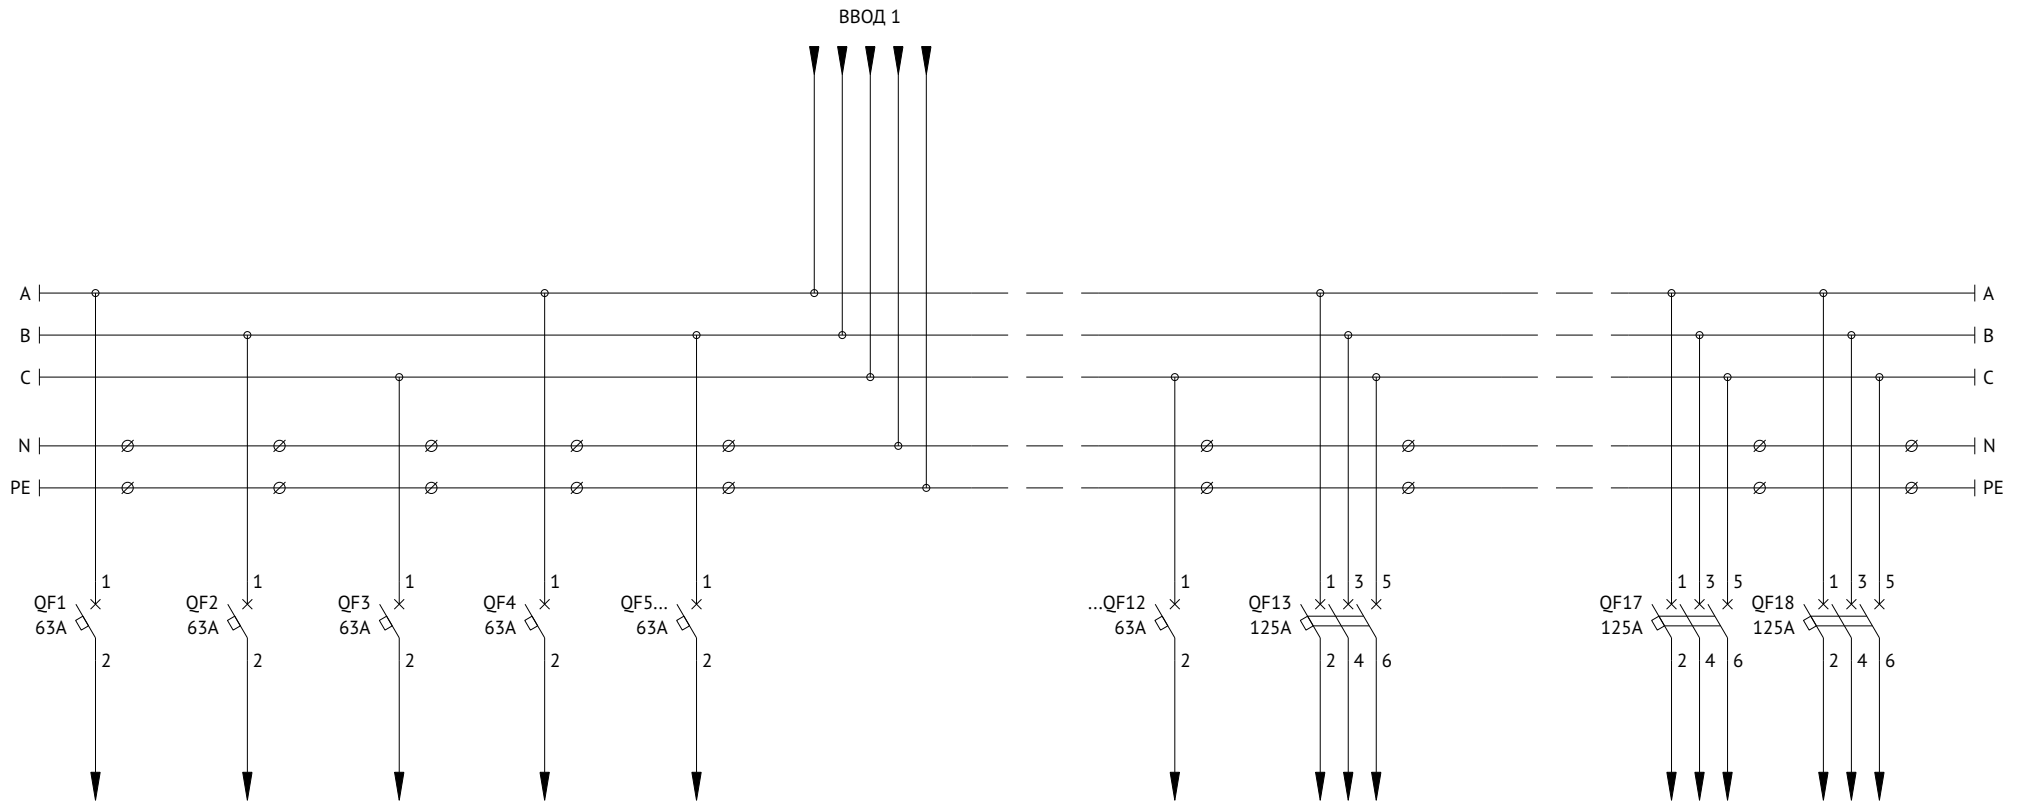 ВВОД 1
A A
B B
C C
N N
PE PE
1 1 1 1 1 1 1 3 5 1 3 5 1 3 5
QF1 QF2 QF3 QF4 QF5... ...QF12 QF13 QF17 QF18
63A 63A 63A 63A 63A 63A 125A 125A 125A
2 2 2 2 2 2 2 4 6 2 4 6 2 4 6